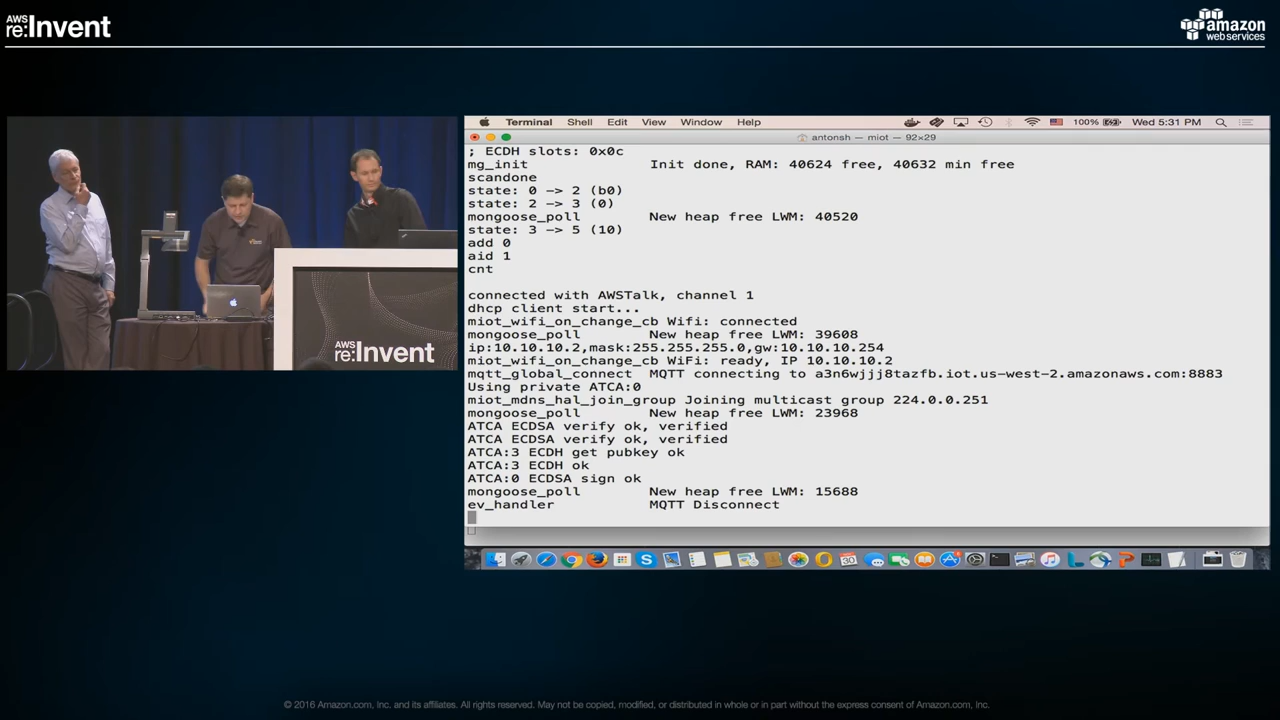 AWS
re:Invent
amazon
web services
Terminal Shell Edit View Window Help 100% Wed 5:31 PM
antonsh — miot — 92x29
; ECDH slots: 0x0c
mg_init Init done, RAM: 40624 free, 40632 min free
scandone
state: 0 -> 2 (b0)
state: 2 -> 3 (0)
mongoose_poll New heap free LWM: 40520
state: 3 -> 5 (10)
add 0
aid 1
cnt
connected with AWSTalk, channel 1
dhcp client start...
miot_wifi_on_change_cb Wifi: connected
mongoose_poll New heap free LWM: 39608
ip:10.10.10.2,mask:255.255.255.0,gw:10.10.10.254
miot_wifi_on_change_cb WiFi: ready, IP 10.10.10.2
mqtt_global_connect MQTT connecting to a3n6wjjj8tazfb.iot.us-west-2.amazonaws.com:8883
Using private ATCA:0
miot_mdns_hal_join_group Joining multicast group 224.0.0.251
mongoose_poll New heap free LWM: 23968
ATCA ECDSA verify ok, verified
ATCA ECDSA verify ok, verified
ATCA:3 ECDH get pubkey ok
ATCA:3 ECDH ok
ATCA:0 ECDSA sign ok
mongoose_poll New heap free LWM: 15688
ev_handler MQTT Disconnect
AWS
re:Invent
© 2016 Amazon.com, Inc. and its affiliates. All rights reserved. May not be copied, modified, or distributed in whole or in part without the express consent of Amazon.com, Inc.